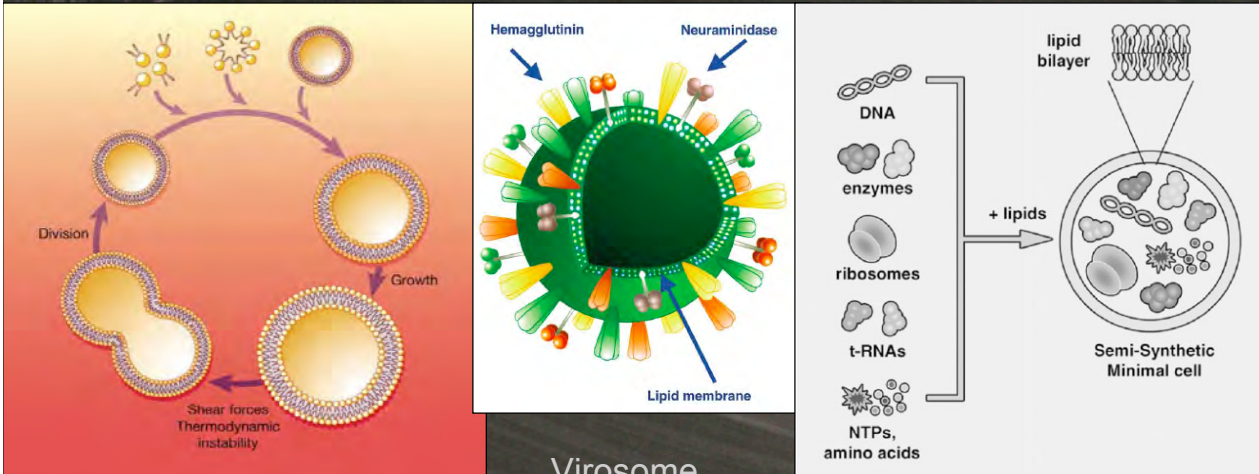 Division
Growth
Shear forces
Thermodynamic
instability
Hemagglutinin
Neuraminidase
Lipid membrane
Virosome
DNA
enzymes
ribosomes
t-RNAs
NTPs,
amino acids
+ lipids
lipid
bilayer
Semi-Synthetic
Minimal cell